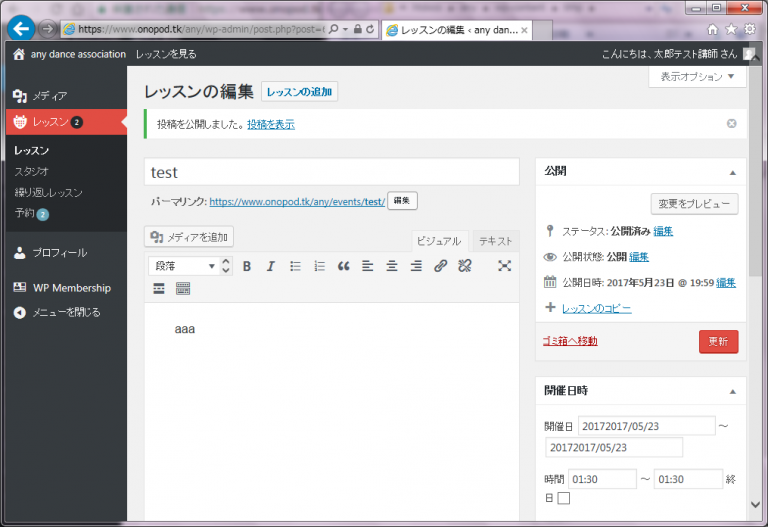 https://www.onopod.tk/any/wp-admin/post.php?post=
レッスンの編集 ‹ any dan...
any dance association レッスンを見る
こんにちは、太郎テスト講師 さん
表示オプション
メディア
レッスン 2
レッスン
スタジオ
繰り返しレッスン
予約 2
プロフィール
WP Membership
メニューを閉じる
レッスンの編集 レッスンの追加
投稿を公開しました。 投稿を表示
test
パーマリンク: https://www.onopod.tk/any/events/test/ 編集
メディアを追加
ビジュアル テキスト
段落 B I
aaa
公開
変更をプレビュー
ステータス: 公開済み 編集
公開状態: 公開 編集
公開日時: 2017年5月23日 @ 19:59 編集
レッスンのコピー
ゴミ箱へ移動 更新
開催日時
開催日 20172017/05/23 ～
20172017/05/23
時間 01:30 ～ 01:30 終
日